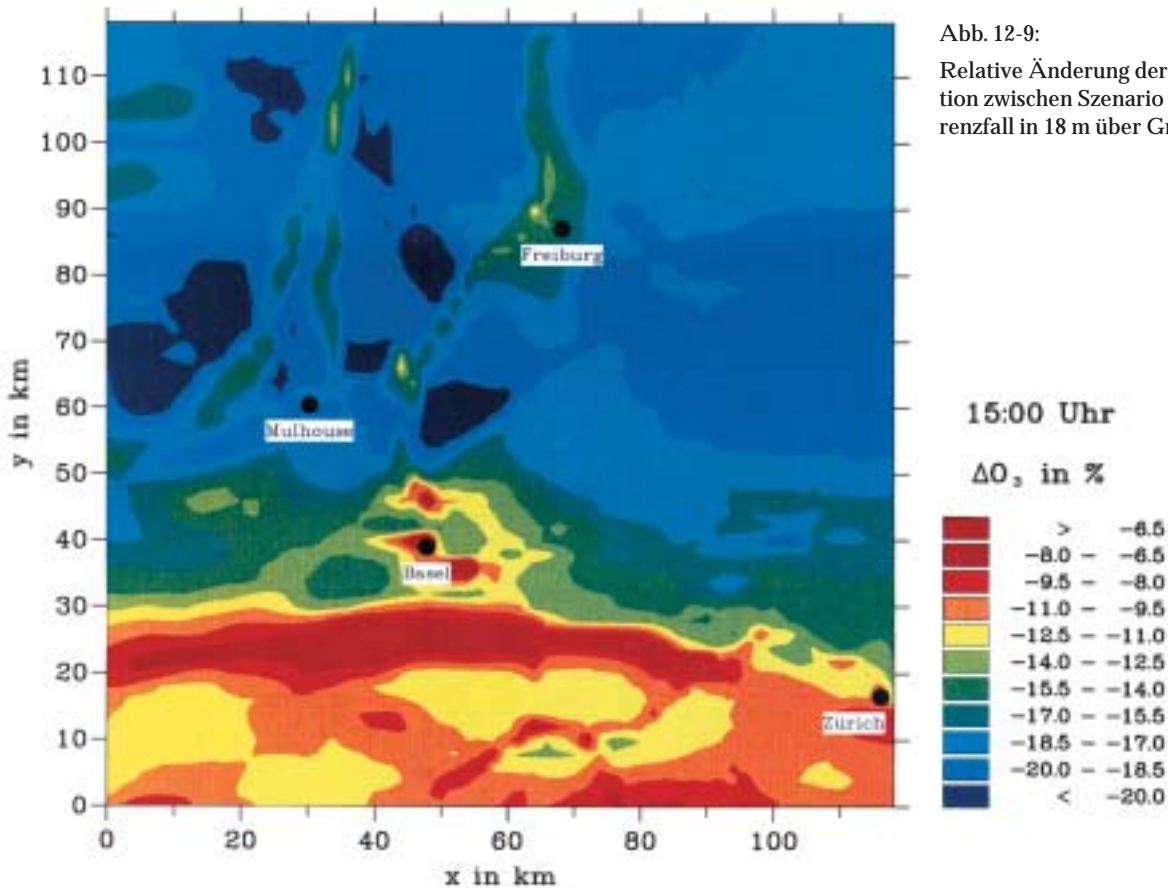 Abb. 12-9:
Relative Änderung der
tion zwischen Szenario
renzfall in 18 m über Gr
110
100
90
80
70
60
50
40
30
20
10
0
y in km
Freiburg
Mulhouse
Basel
Zürich
0 20 40 60 80 100
x in km
15:00 Uhr
ΔO₃ in %
> -6.5
-8.0 - -6.5
-9.5 - -8.0
-11.0 - -9.5
-12.5 - -11.0
-14.0 - -12.5
-15.5 - -14.0
-17.0 - -15.5
-18.5 - -17.0
-20.0 - -18.5
< -20.0